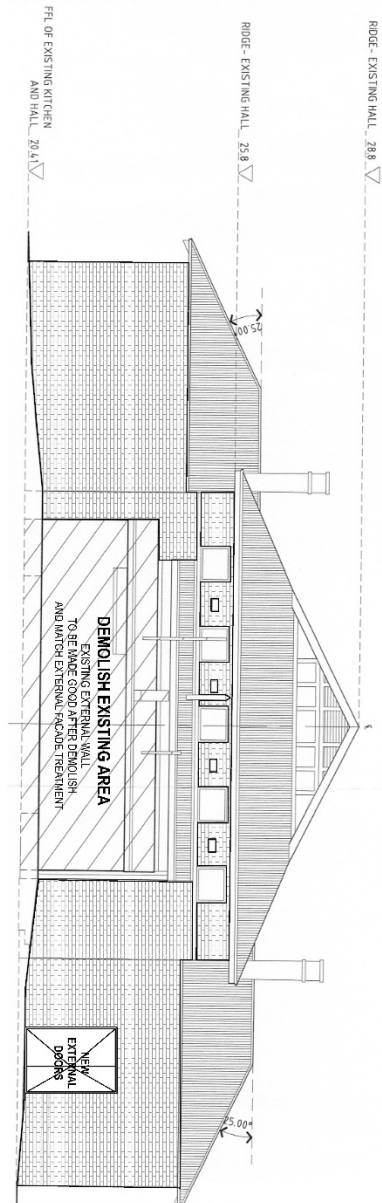 RIDGE- EXISTING HALL 28.8
RIDGE- EXISTING HALL 25.8
FFL OF EXISTING KITCHEN
AND HALL 20.41
25.00°
25.00°
DEMOLISH EXISTING AREA
EXISTING EXTERNAL WALL
TO BE MADE GOOD AFTER DEMOLISH
AND MATCH EXTERNAL FACADE TREATMENT
NEW
EXTERNAL
DOORS